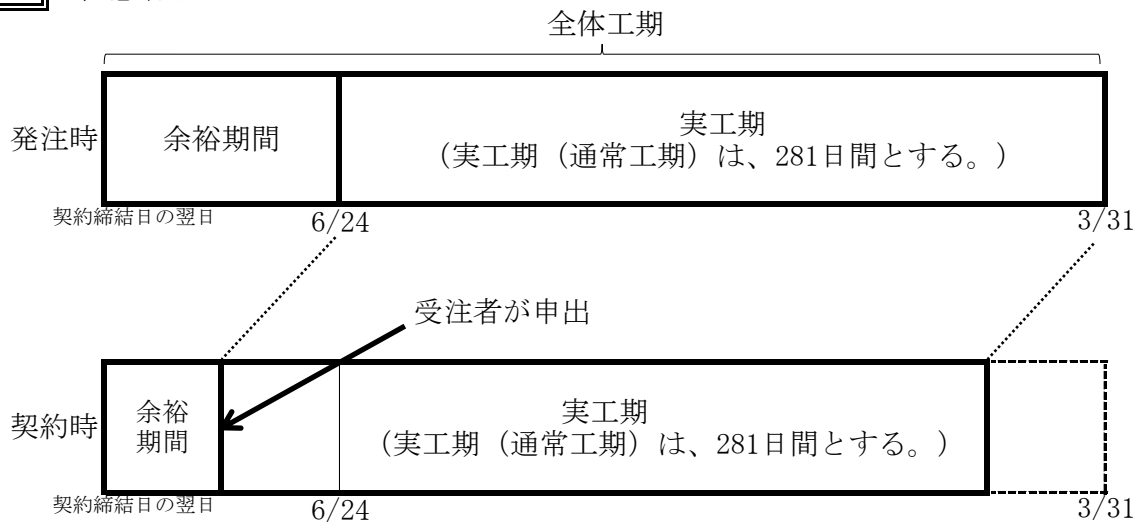 全体工期
発注時
余裕期間
実工期
（実工期（通常工期）は、281日間とする。）
契約締結日の翌日
6/24
3/31
受注者が申出
契約時
余裕
期間
実工期
（実工期（通常工期）は、281日間とする。）
契約締結日の翌日
6/24
3/31